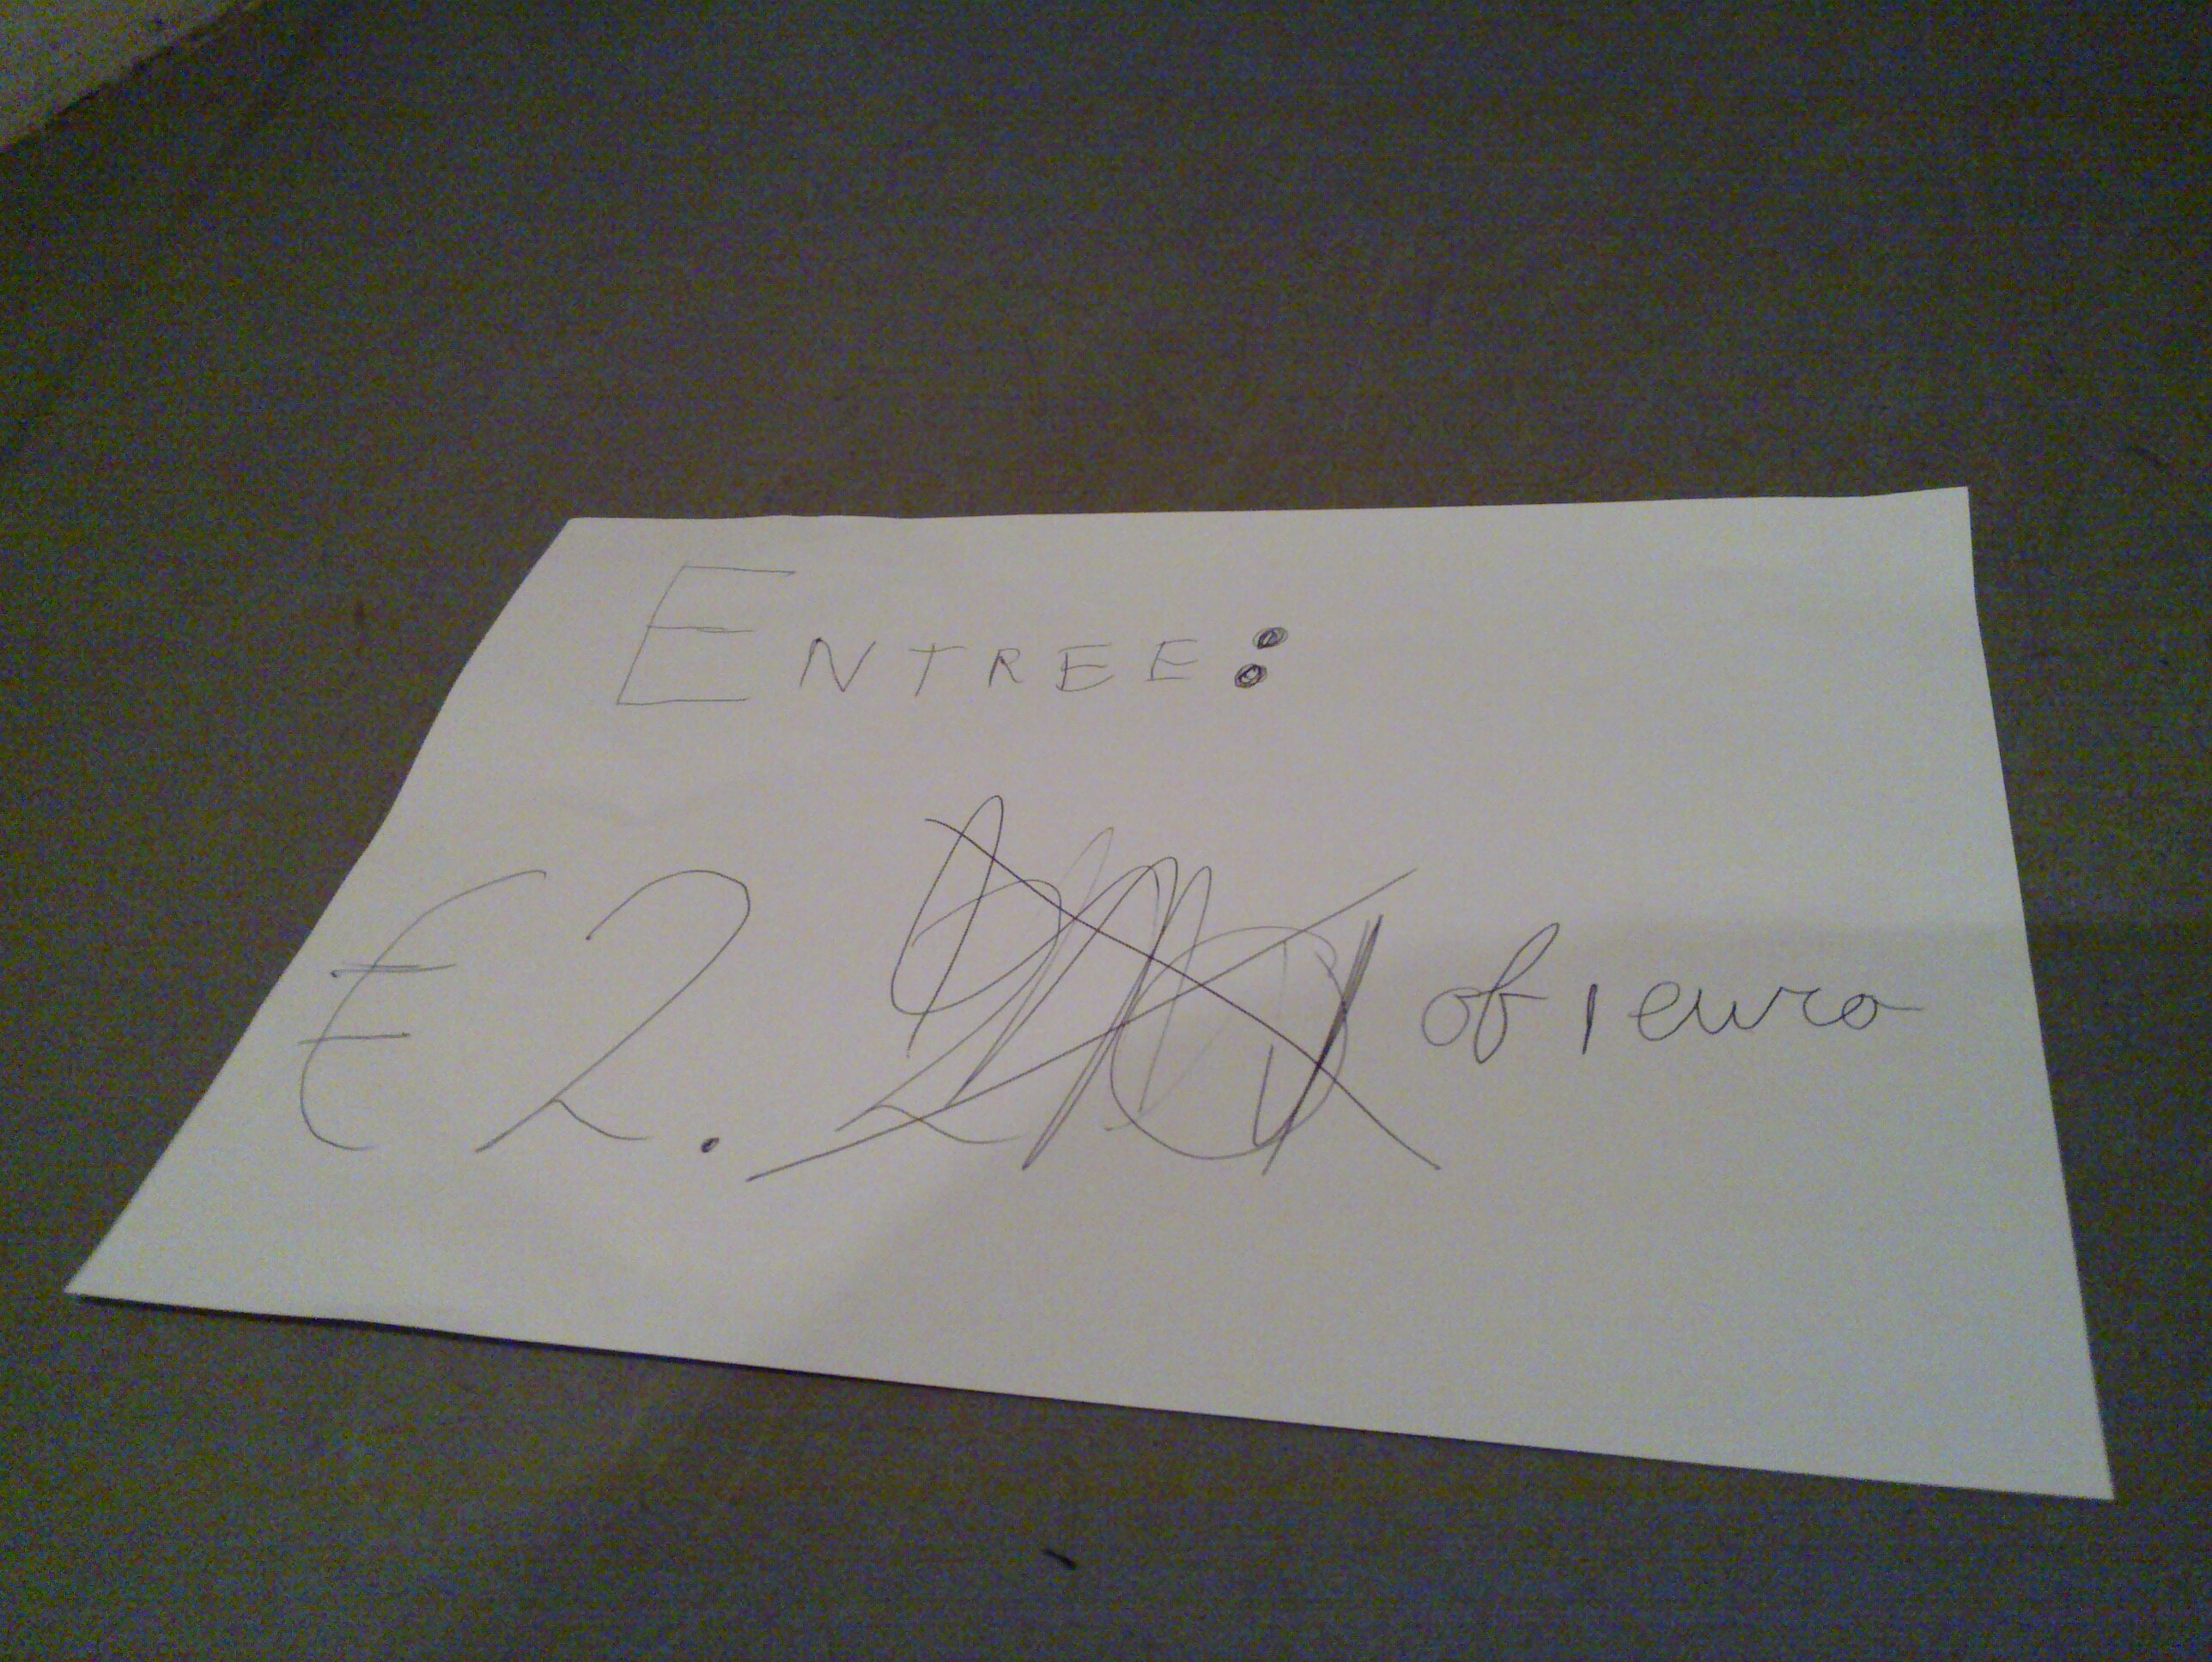 ENTREE:
€2. of 1 euro